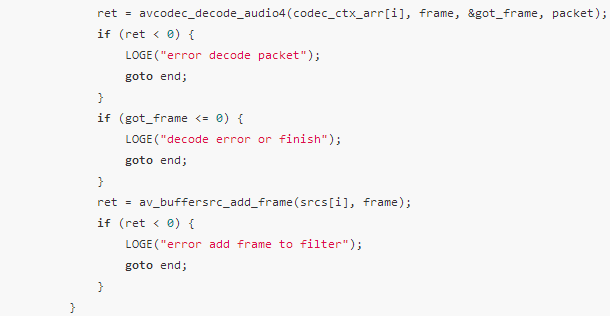 ret = avcodec_decode_audio4(codec_ctx_arr[i], frame, &got_frame, packet);
if (ret < 0) {
LOGE("error decode packet");
goto end;
}
if (got_frame <= 0) {
LOGE("decode error or finish");
goto end;
}
ret = av_buffersrc_add_frame(srcs[i], frame);
if (ret < 0) {
LOGE("error add frame to filter");
goto end;
}
}